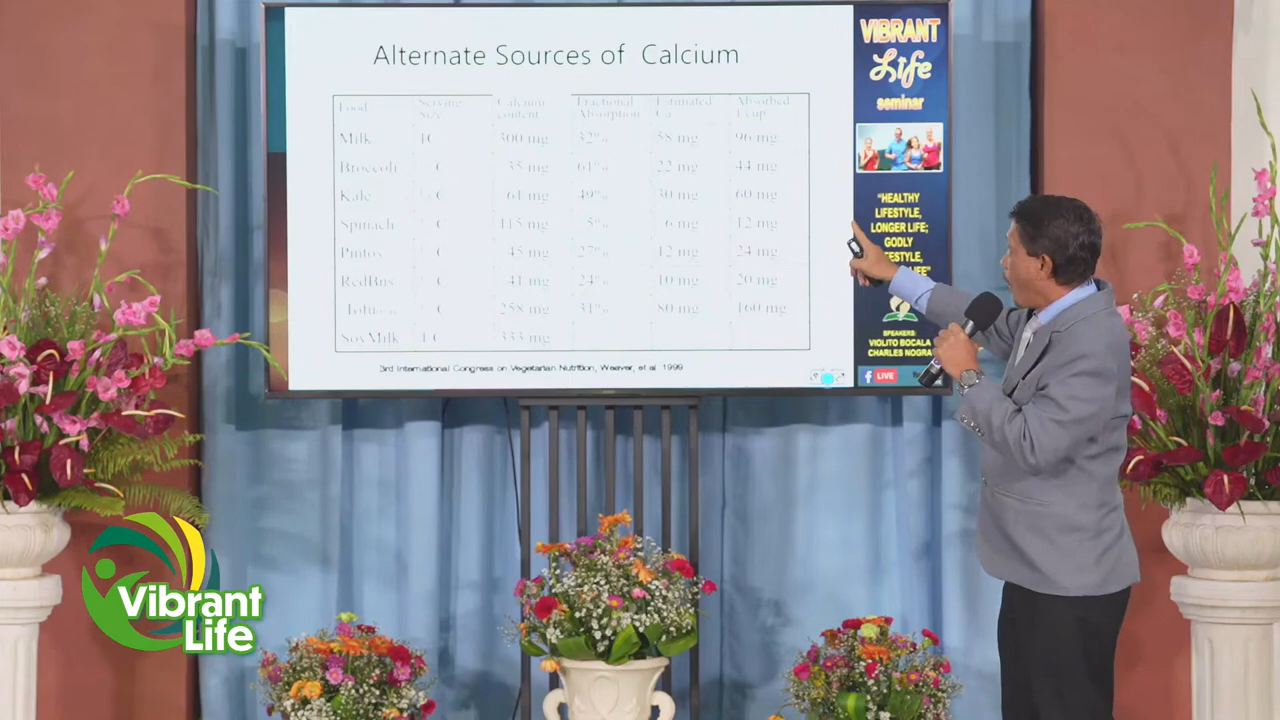 Alternate Sources of Calcium
Food Serving Size Calcium content Fractional Absorption Estimated Ca Absorbed
Milk 300 mg 32% 58 mg 96 mg
Broccoli 35 mg 61% 22 mg 44 mg
Kale 61 mg 49% 30 mg 60 mg
Spinach 115 mg 5% 6 mg 12 mg
Pintos 45 mg 27% 12 mg 24 mg
RedBns 41 mg 24% 10 mg 20 mg
Tofu 258 mg 31% 80 mg 160 mg
SoyMilk 333 mg
3rd International Congress on Vegetarian Nutrition, Weaver, et al 1999
VIBRANT
Life
seminar
"HEALTHY
LIFESTYLE,
LONGER LIFE;
GODLY
SPEAKERS:
VIOLITO BOCALA
CHARLES NOGRA
f LIVE
Vibrant
Life